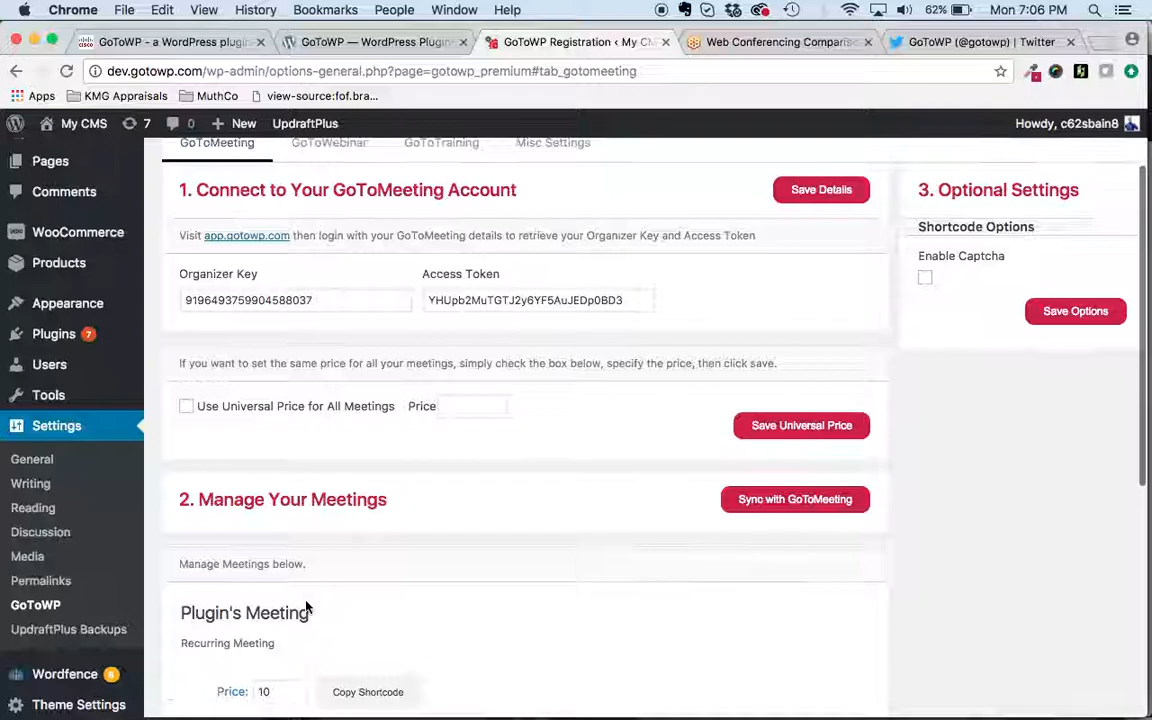 Chrome File Edit View History Bookmarks People Window Help 62% Mon 7:06 PM
GoToWP - a WordPress plugin GoToWP — WordPress Plugin GoToWP Registration ‹ My CM Web Conferencing Comparis GoToWP (@gotowp) | Twitter
dev.gotowp.com/wp-admin/options-general.php?page=gotowp_premium#tab_gotomeeting
Apps KMG Appraisals MuthCo view-source:fof.bra...
My CMS 7 0 New UpdraftPlus Howdy, c62sbain8
Pages
Comments
WooCommerce
Products
Appearance
Plugins 7
Users
Tools
Settings
General
Writing
Reading
Discussion
Media
Permalinks
GoToWP
UpdraftPlus Backups
Wordfence 6
Theme Settings
GoToMeeting GoToWebinar GoToTraining Misc Settings
1. Connect to Your GoToMeeting Account Save Details
Visit app.gotowp.com then login with your GoToMeeting details to retrieve your Organizer Key and Access Token
Organizer Key Access Token
9196493759904588037 YHUpb2MuTGTJ2y6YF5AuJEDp0BD3
If you want to set the same price for all your meetings, simply check the box below, specify the price, then click save.
Use Universal Price for All Meetings Price
Save Universal Price
2. Manage Your Meetings Sync with GoToMeeting
Manage Meetings below.
Plugin's Meeting
Recurring Meeting
Price: 10 Copy Shortcode
3. Optional Settings
Shortcode Options
Enable Captcha
Save Options